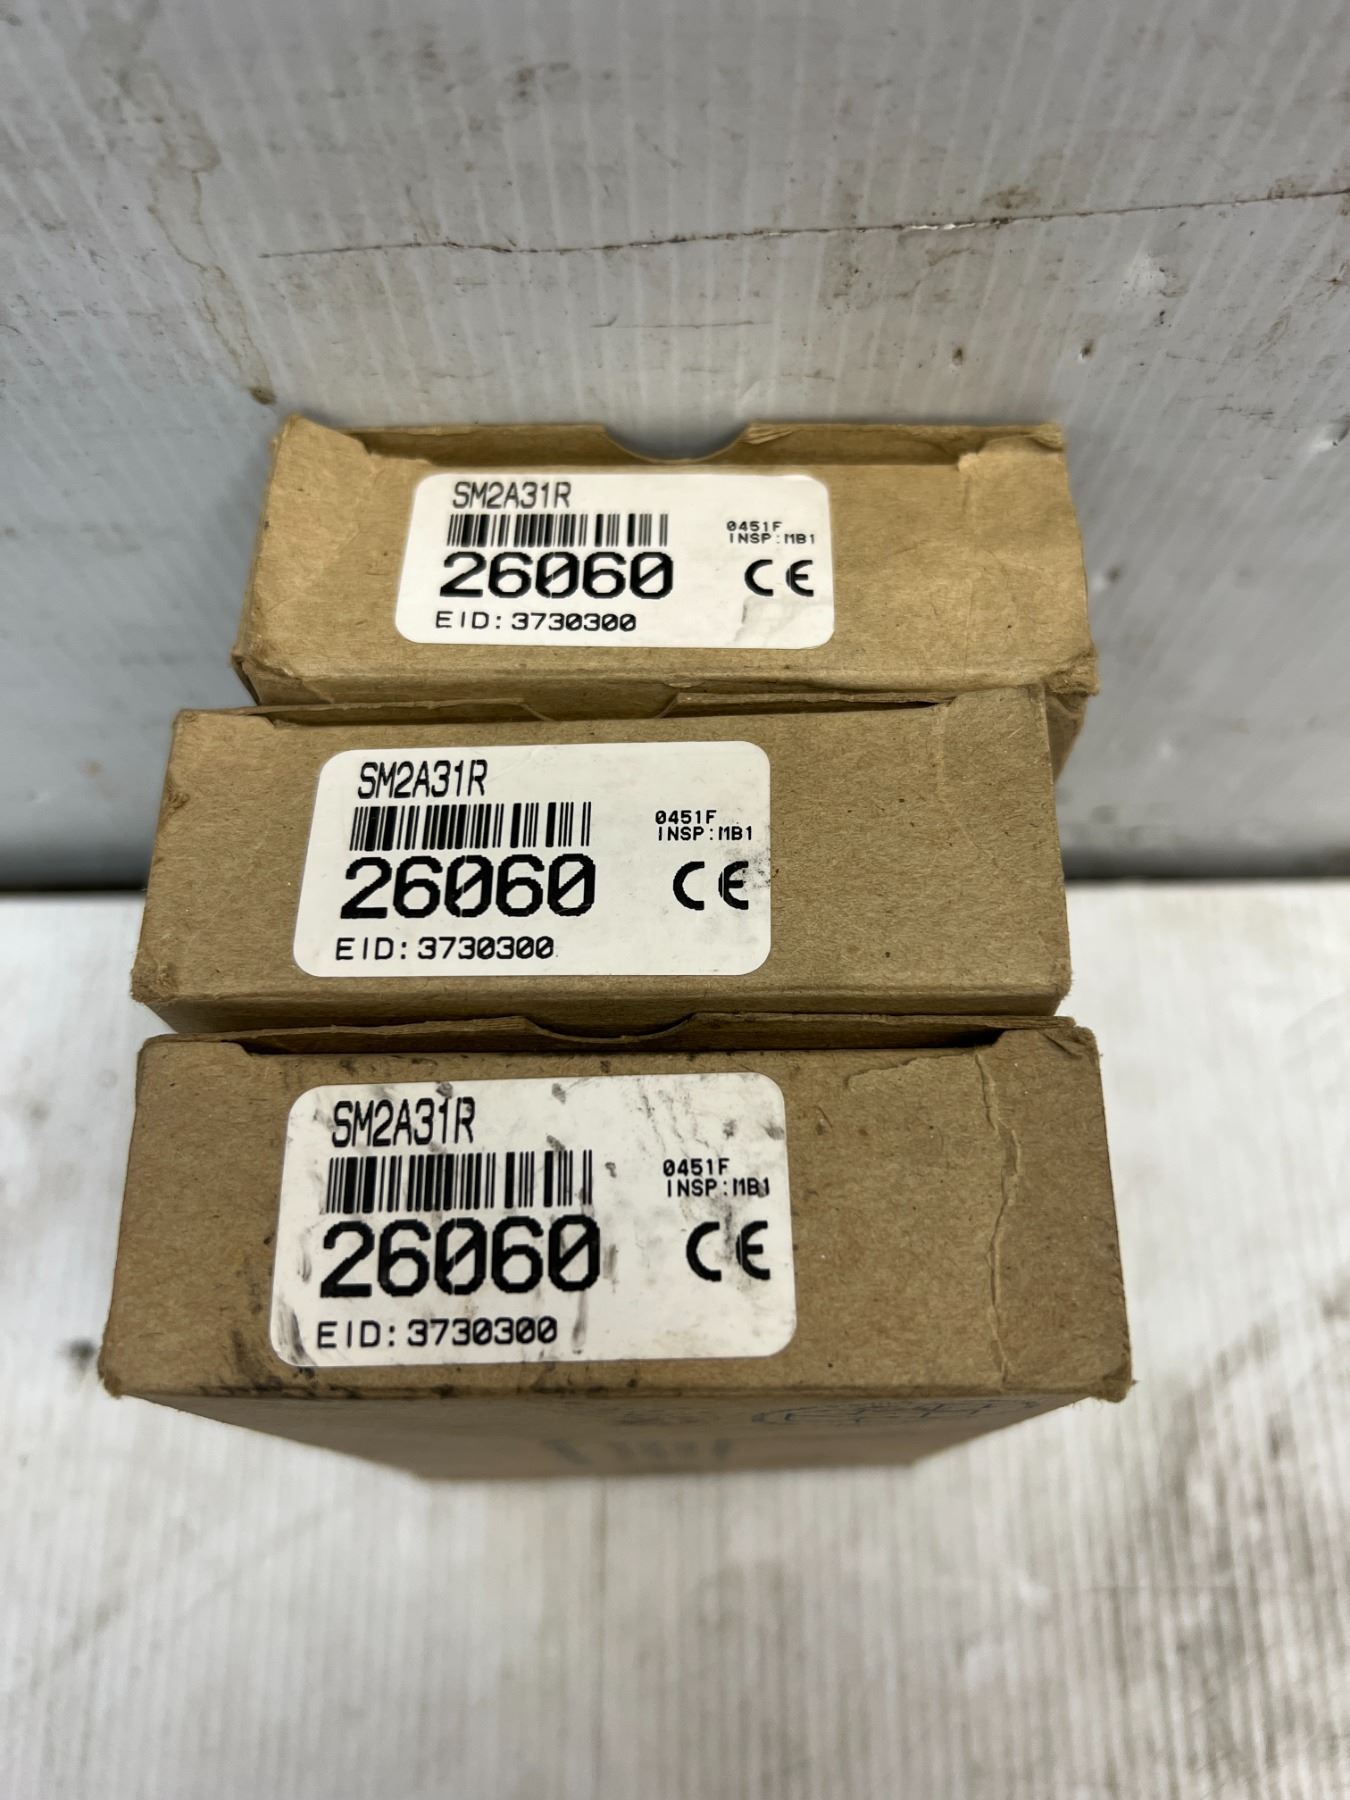 SM2A31R
0451F
INSP:MB1
26060
CE
EID:3730300
SM2A31R
0451F
INSP:MB1
26060
CE
EID:3730300
SM2A31R
0451F
INSP:MB1
26060
CE
EID:3730300